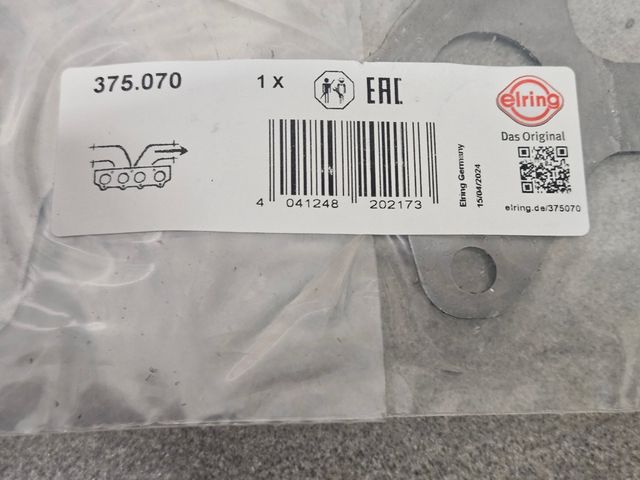 375.070
1 X
EAC
elring
Das Original
4 041248 202173
Elring Germany
15/04/2024
elring.de/375070